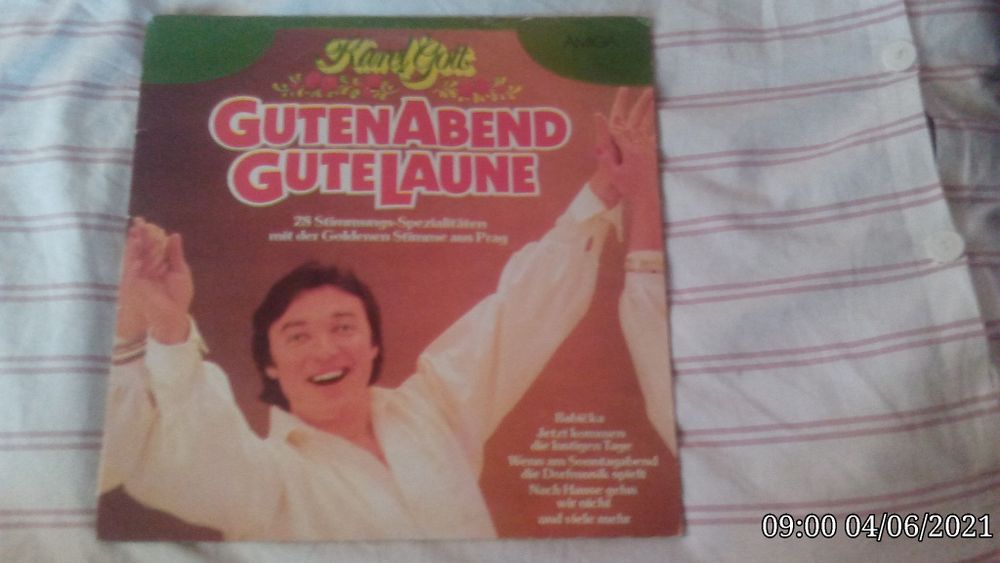 Karel Gott
AMIGA
GUTEN ABEND
GUTE LAUNE
28 Stimmungs-Spezialitäten
mit der Goldenen Stimme aus Prag
Babička
Jetzt kommen
die lustigen Tage
Wenn am Sonntagabend
die Dorfmusik spielt
Nach Hause gehn
wir nicht
und viele mehr
09:00 04/06/2021